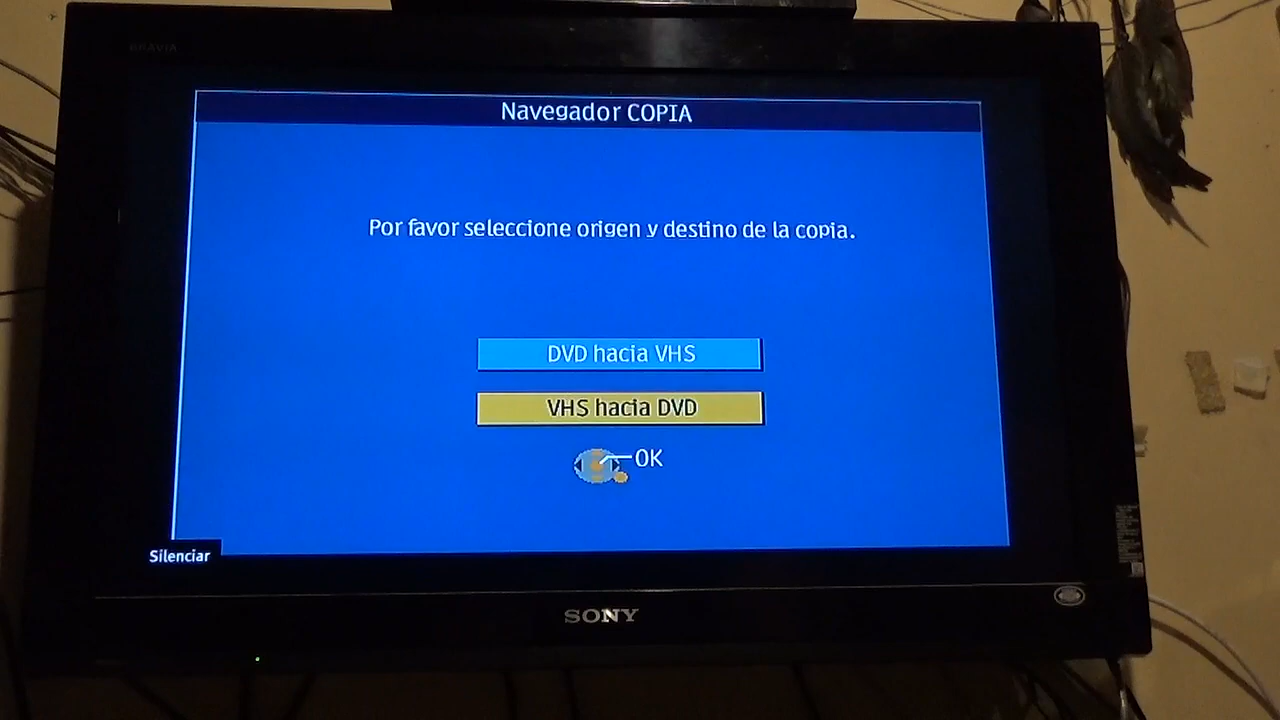 BRAVIA
Navegador COPIA
Por favor seleccione origen y destino de la copia.
DVD hacia VHS
VHS hacia DVD
OK
Silenciar
SONY